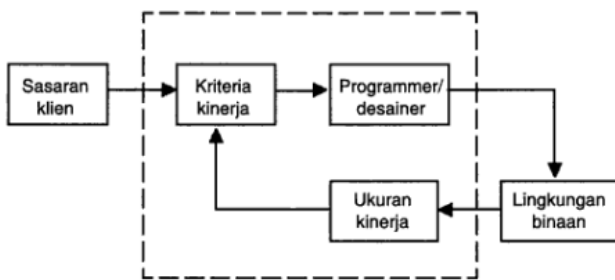 Sasaran
klien
Kriteria
kinerja
Programmer/
desainer
Ukuran
kinerja
Lingkungan
binaan